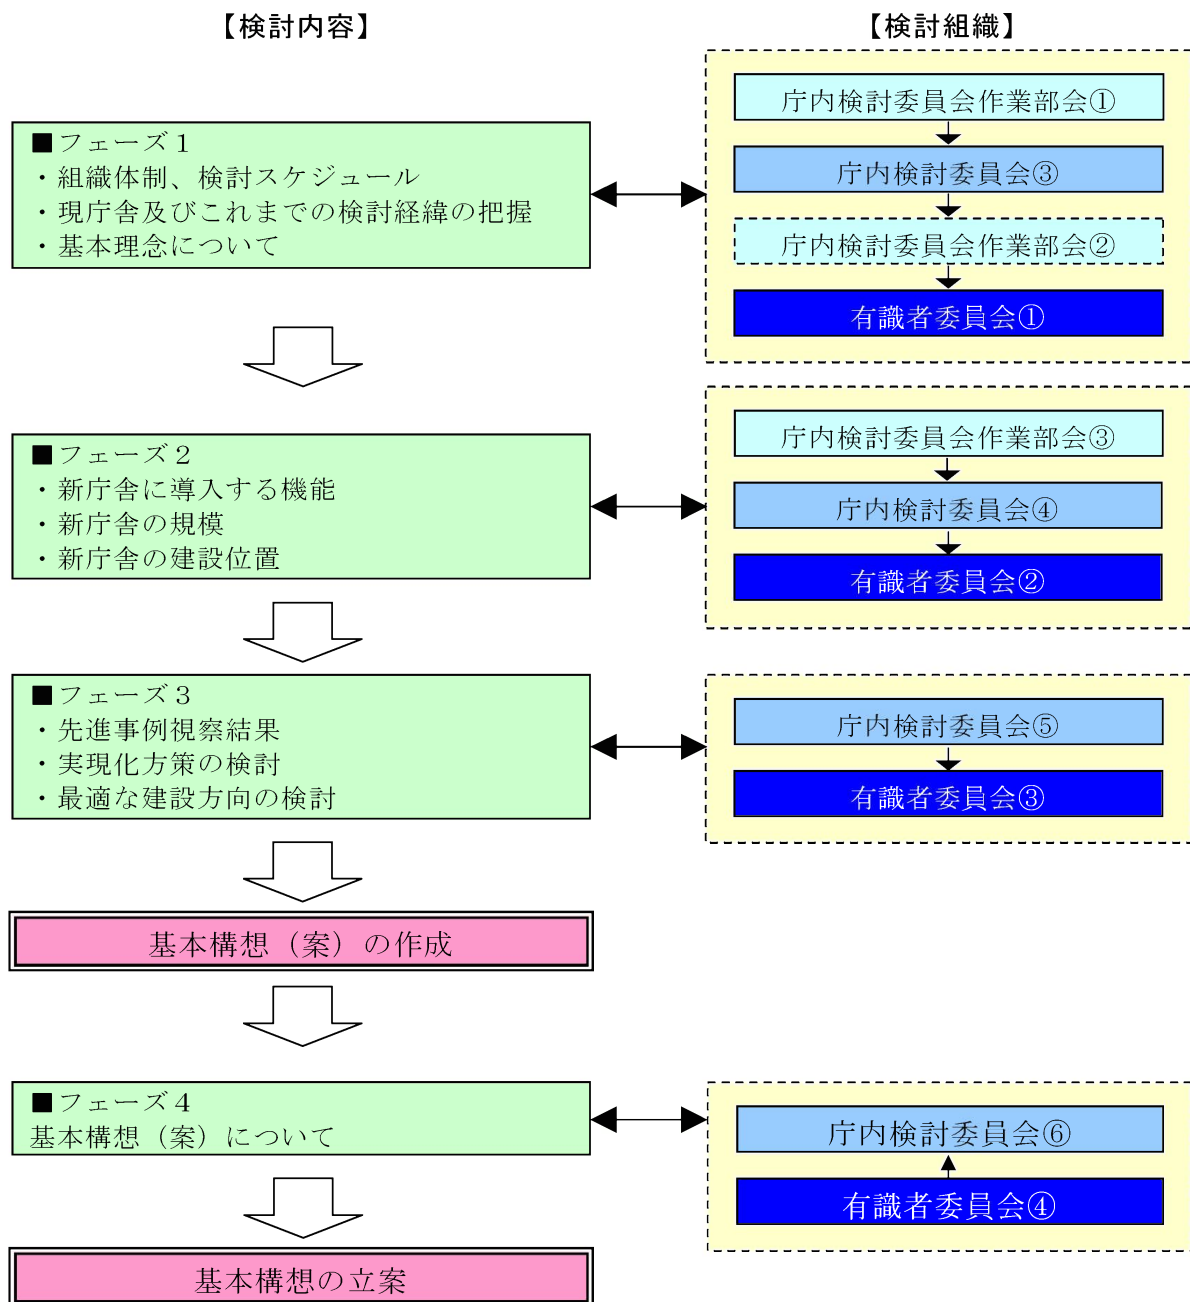 【検討内容】
【検討組織】
■フェーズ１
・組織体制、検討スケジュール
・現庁舎及びこれまでの検討経緯の把握
・基本理念について
庁内検討委員会作業部会①
庁内検討委員会③
庁内検討委員会作業部会②
有識者委員会①
■フェーズ２
・新庁舎に導入する機能
・新庁舎の規模
・新庁舎の建設位置
庁内検討委員会作業部会③
庁内検討委員会④
有識者委員会②
■フェーズ３
・先進事例視察結果
・実現化方策の検討
・最適な建設方向の検討
庁内検討委員会⑤
有識者委員会③
基本構想（案）の作成
■フェーズ４
基本構想（案）について
庁内検討委員会⑥
有識者委員会④
基本構想の立案